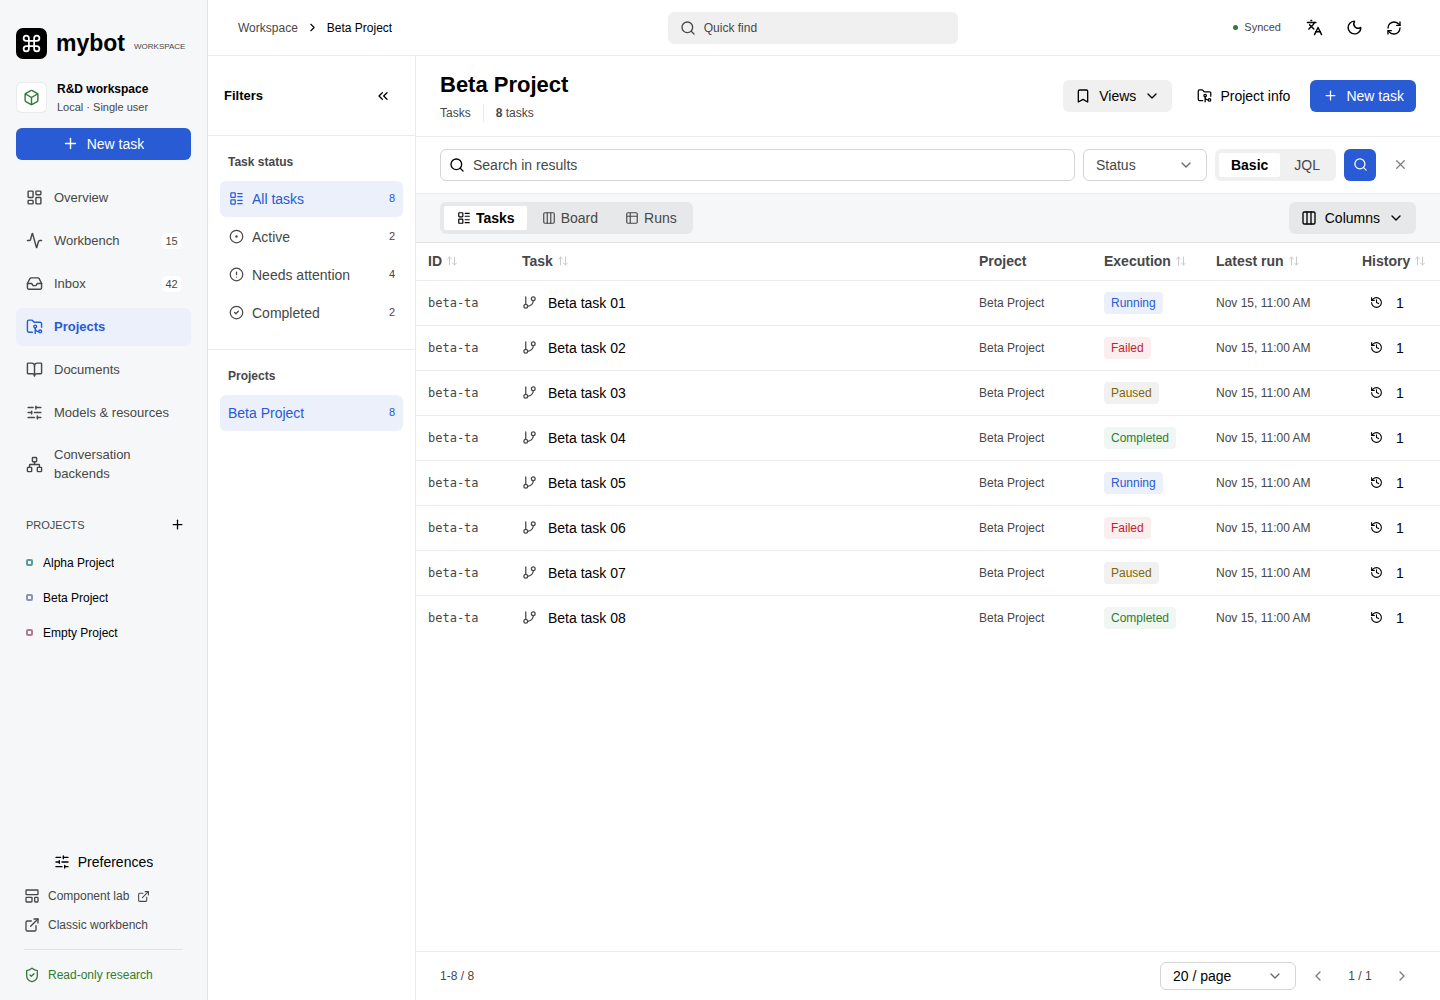 mybot WORKSPACE
R&D workspace
Local · Single user
New task
Overview
Workbench 15
Inbox 42
Projects
Documents
Models & resources
Conversation
backends
PROJECTS
Alpha Project
Beta Project
Empty Project
Preferences
Component lab
Classic workbench
Read-only research
Workspace Beta Project
Quick find
Synced
Filters
Task status
All tasks 8
Active 2
Needs attention 4
Completed 2
Projects
Beta Project 8
Beta Project
Tasks 8 tasks
Views Project info New task
Search in results Status Basic JQL
Tasks Board Runs Columns
ID Task Project Execution Latest run History
beta-ta Beta task 01 Beta Project Running Nov 15, 11:00 AM 1
beta-ta Beta task 02 Beta Project Failed Nov 15, 11:00 AM 1
beta-ta Beta task 03 Beta Project Paused Nov 15, 11:00 AM 1
beta-ta Beta task 04 Beta Project Completed Nov 15, 11:00 AM 1
beta-ta Beta task 05 Beta Project Running Nov 15, 11:00 AM 1
beta-ta Beta task 06 Beta Project Failed Nov 15, 11:00 AM 1
beta-ta Beta task 07 Beta Project Paused Nov 15, 11:00 AM 1
beta-ta Beta task 08 Beta Project Completed Nov 15, 11:00 AM 1
1-8 / 8 20 / page 1 / 1